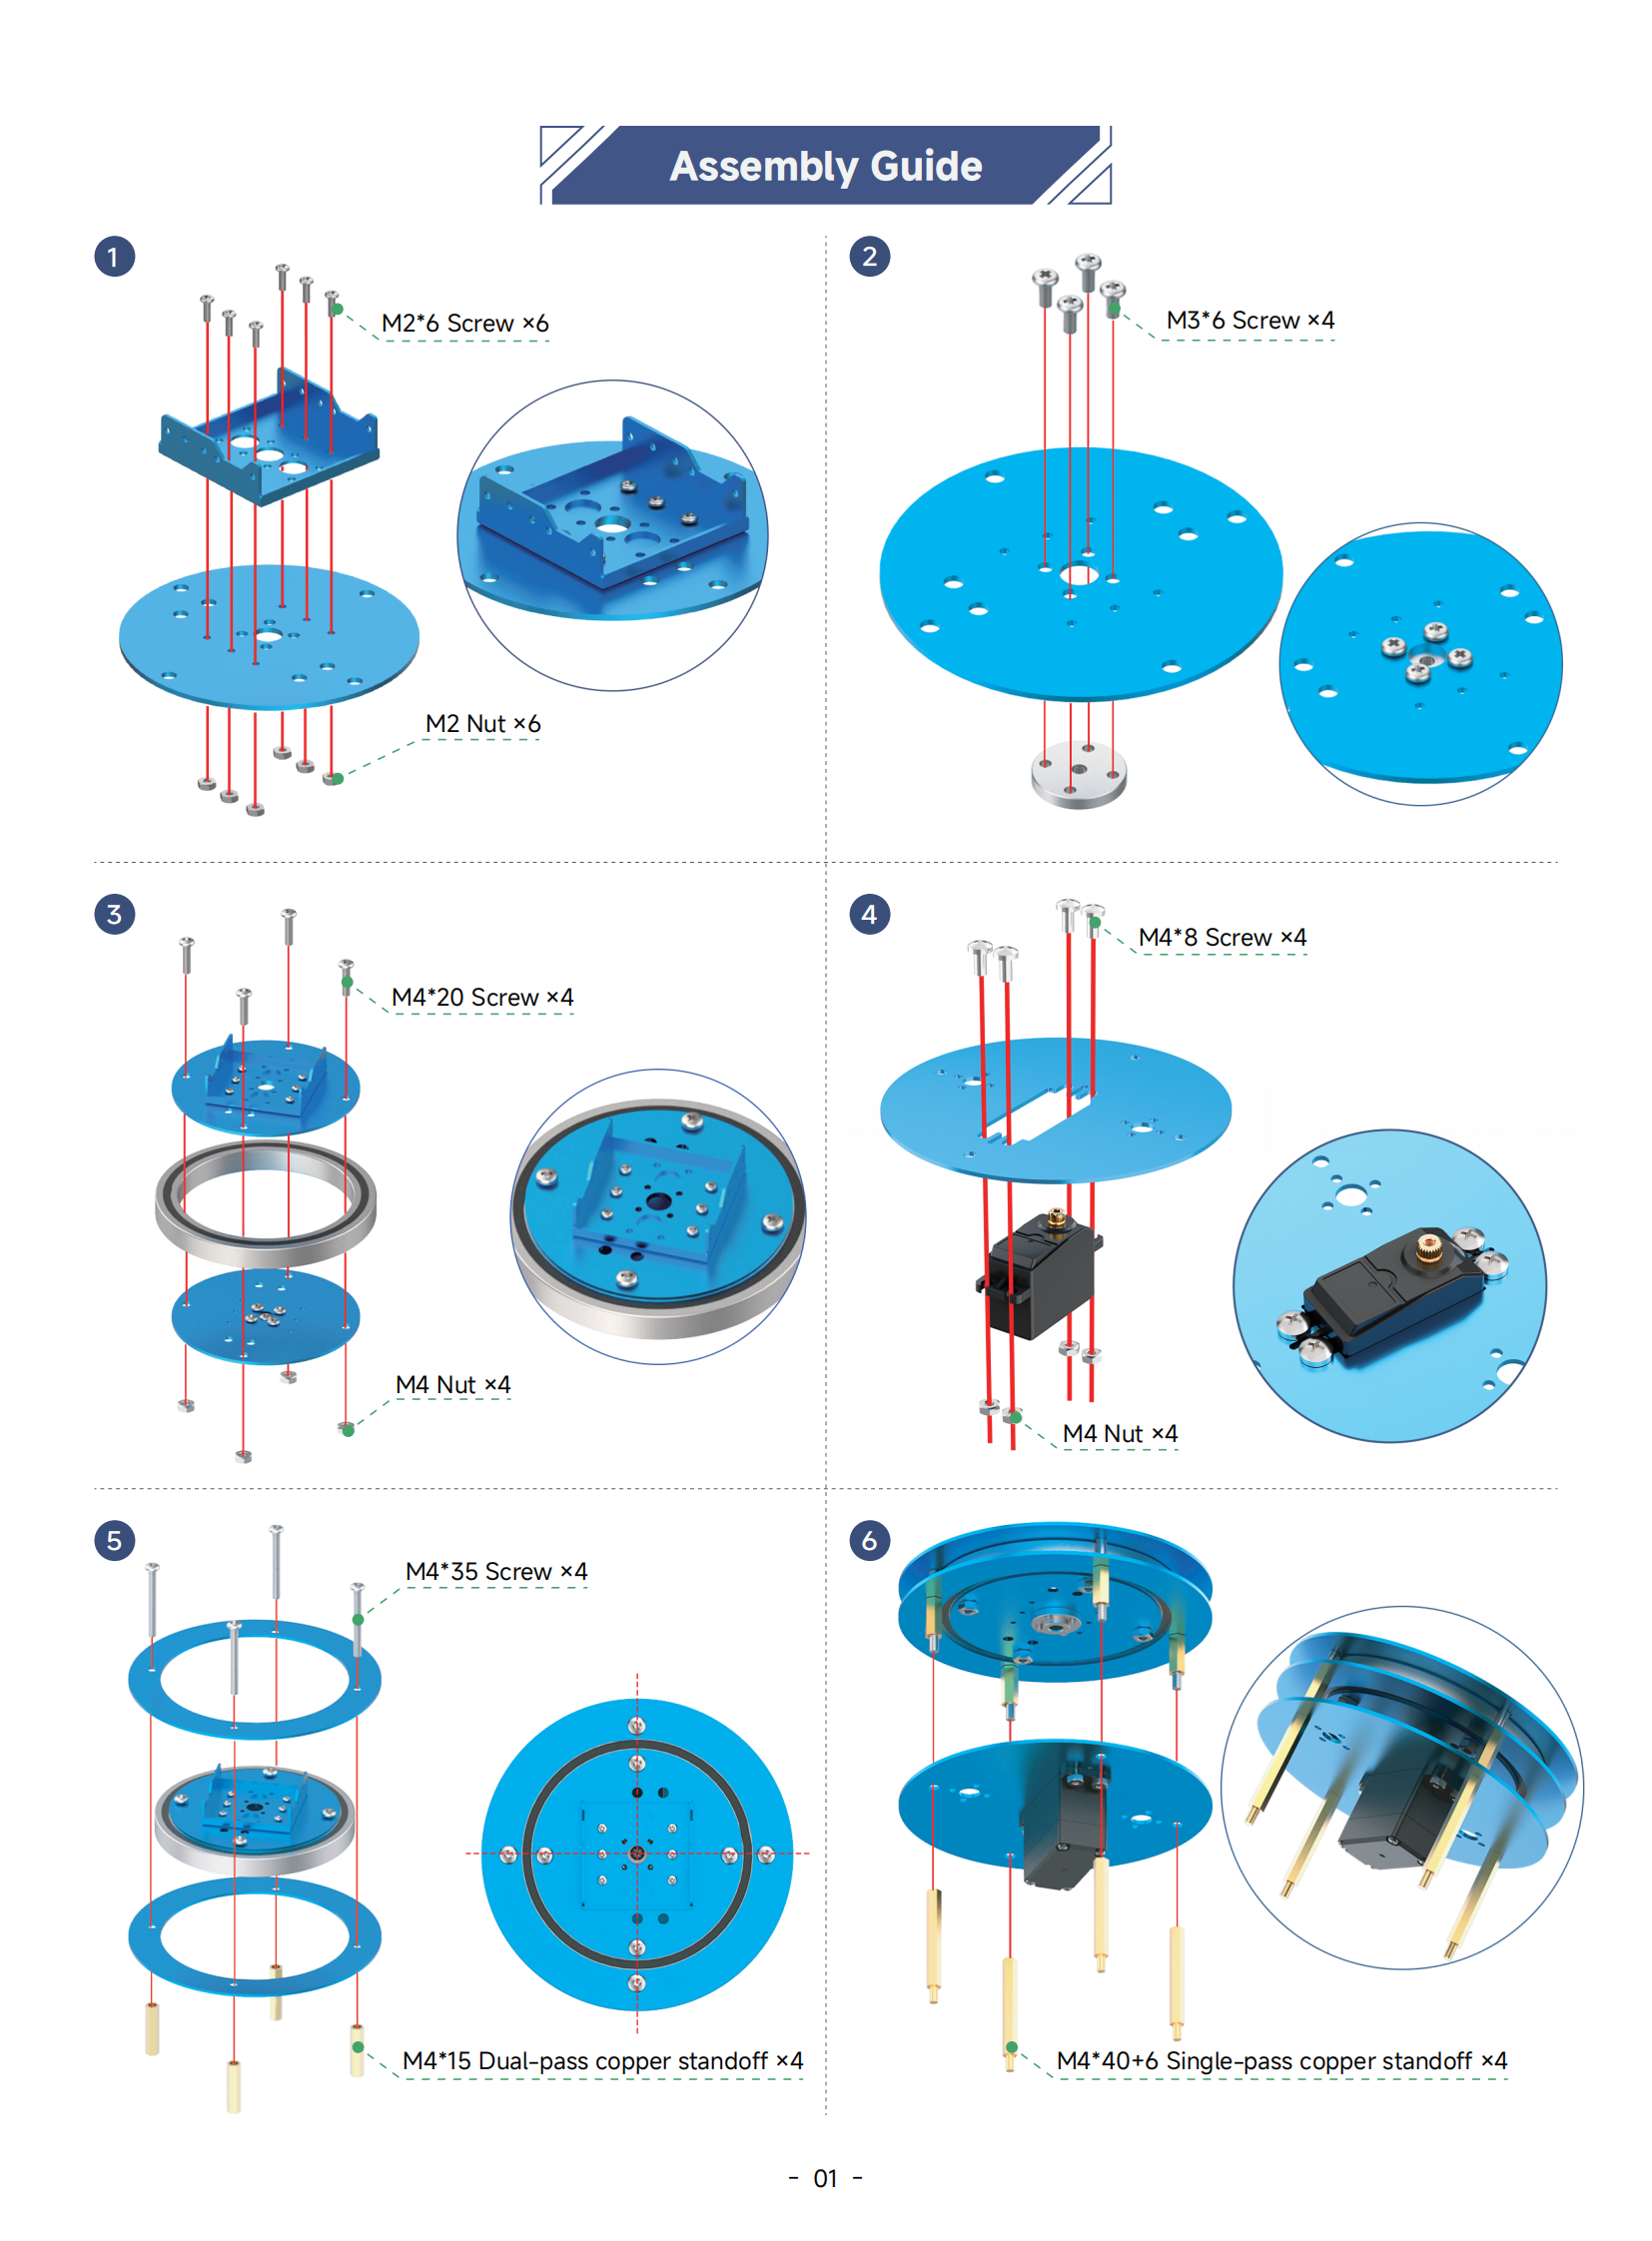 Assembly Guide
1
M2*6 Screw ×6
M2 Nut ×6
2
M3*6 Screw ×4
3
M4*20 Screw ×4
M4 Nut ×4
4
M4*8 Screw ×4
M4 Nut ×4
5
M4*35 Screw ×4
M4*15 Dual-pass copper standoff ×4
6
M4*40+6 Single-pass copper standoff ×4
- 01 -